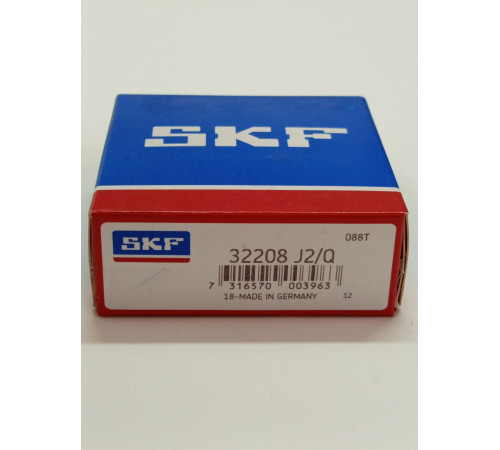 SKF
088T
SKF
32208 J2/Q
7 316570 003963
18-MADE IN GERMANY 12